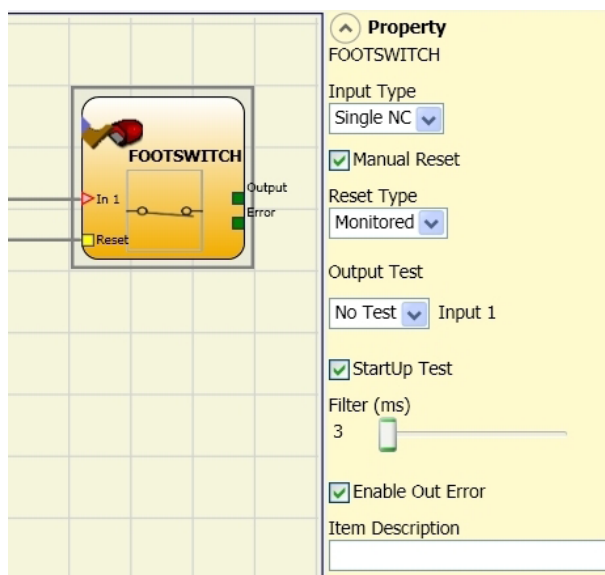 FOOTSWITCH
In 1
Reset
Output
Error
Property
FOOTSWITCH
Input Type
Single NC
Manual Reset
Reset Type
Monitored
Output Test
No Test Input 1
StartUp Test
Filter (ms)
3
Enable Out Error
Item Description